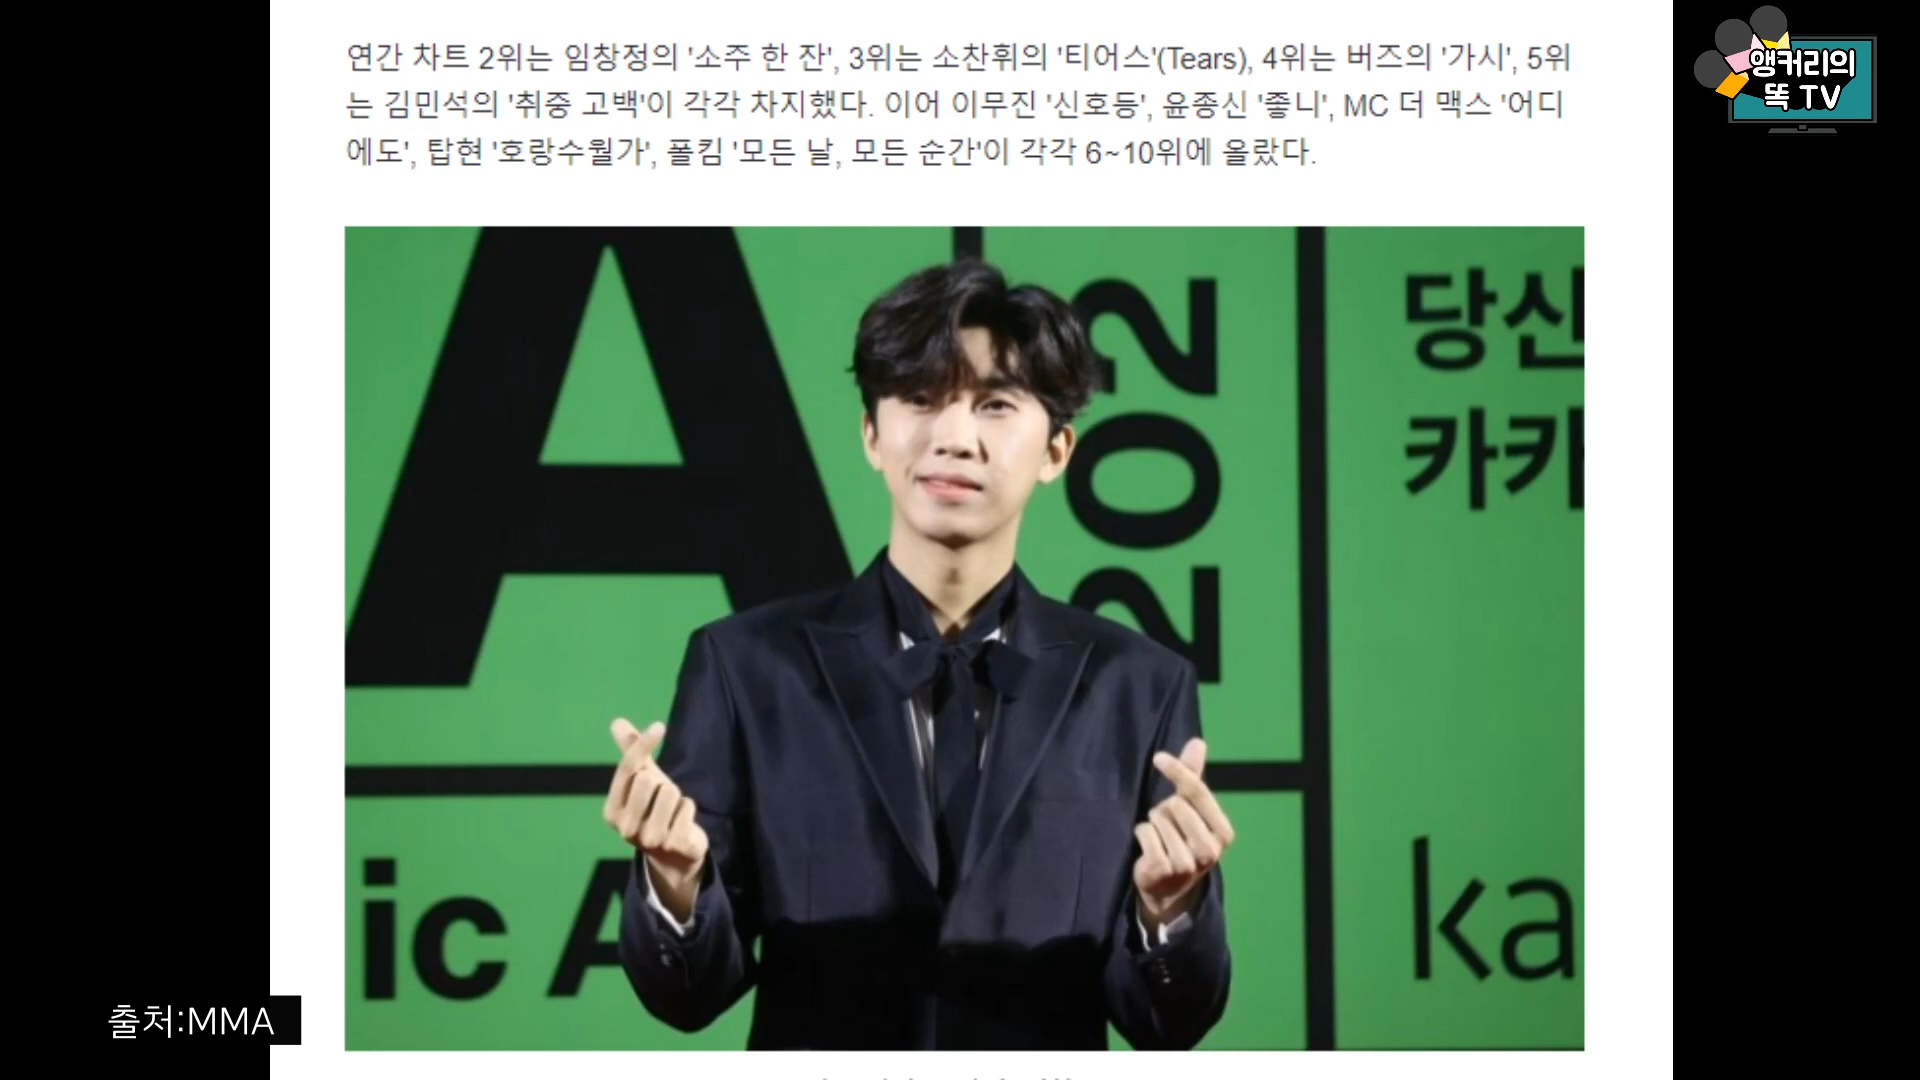 연간 차트 2위는 임창정의 '소주 한 잔', 3위는 소찬휘의 '티어스'(Tears), 4위는 버즈의 '가시', 5위
는 김민석의 '취중 고백'이 각각 차지했다. 이어 이무진 '신호등', 윤종신 '좋니', MC 더 맥스 '어디
에도', 탑현 '호랑수월가', 폴킴 '모든 날, 모든 순간'이 각각 6~10위에 올랐다.
앵커리의
똑 TV
A
202
당신
카카
ic A
ka
출처:MMA